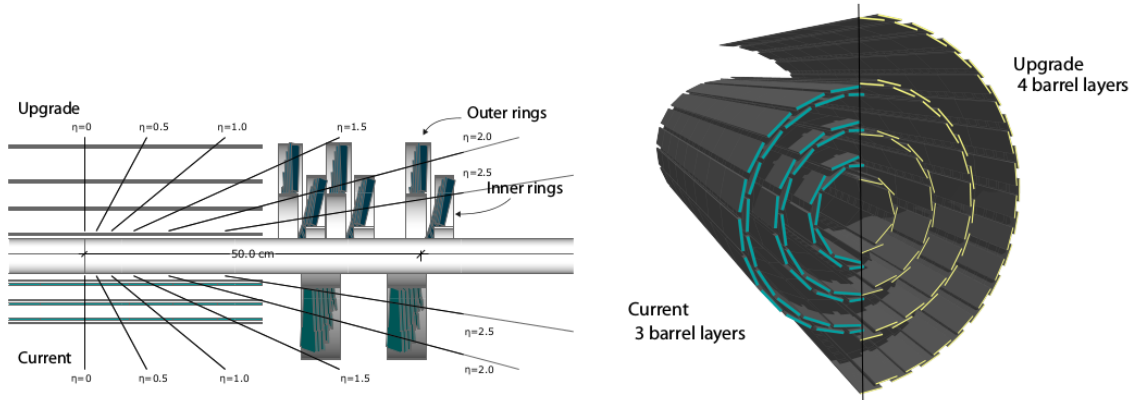 Upgrade
η=0
η=0.5
η=1.0
η=1.5
Outer rings
η=2.0
η=2.5
Inner rings
50.0 cm
Current
η=0
η=0.5
η=1.0
η=1.5
η=2.0
η=2.5
Upgrade
4 barrel layers
Current
3 barrel layers